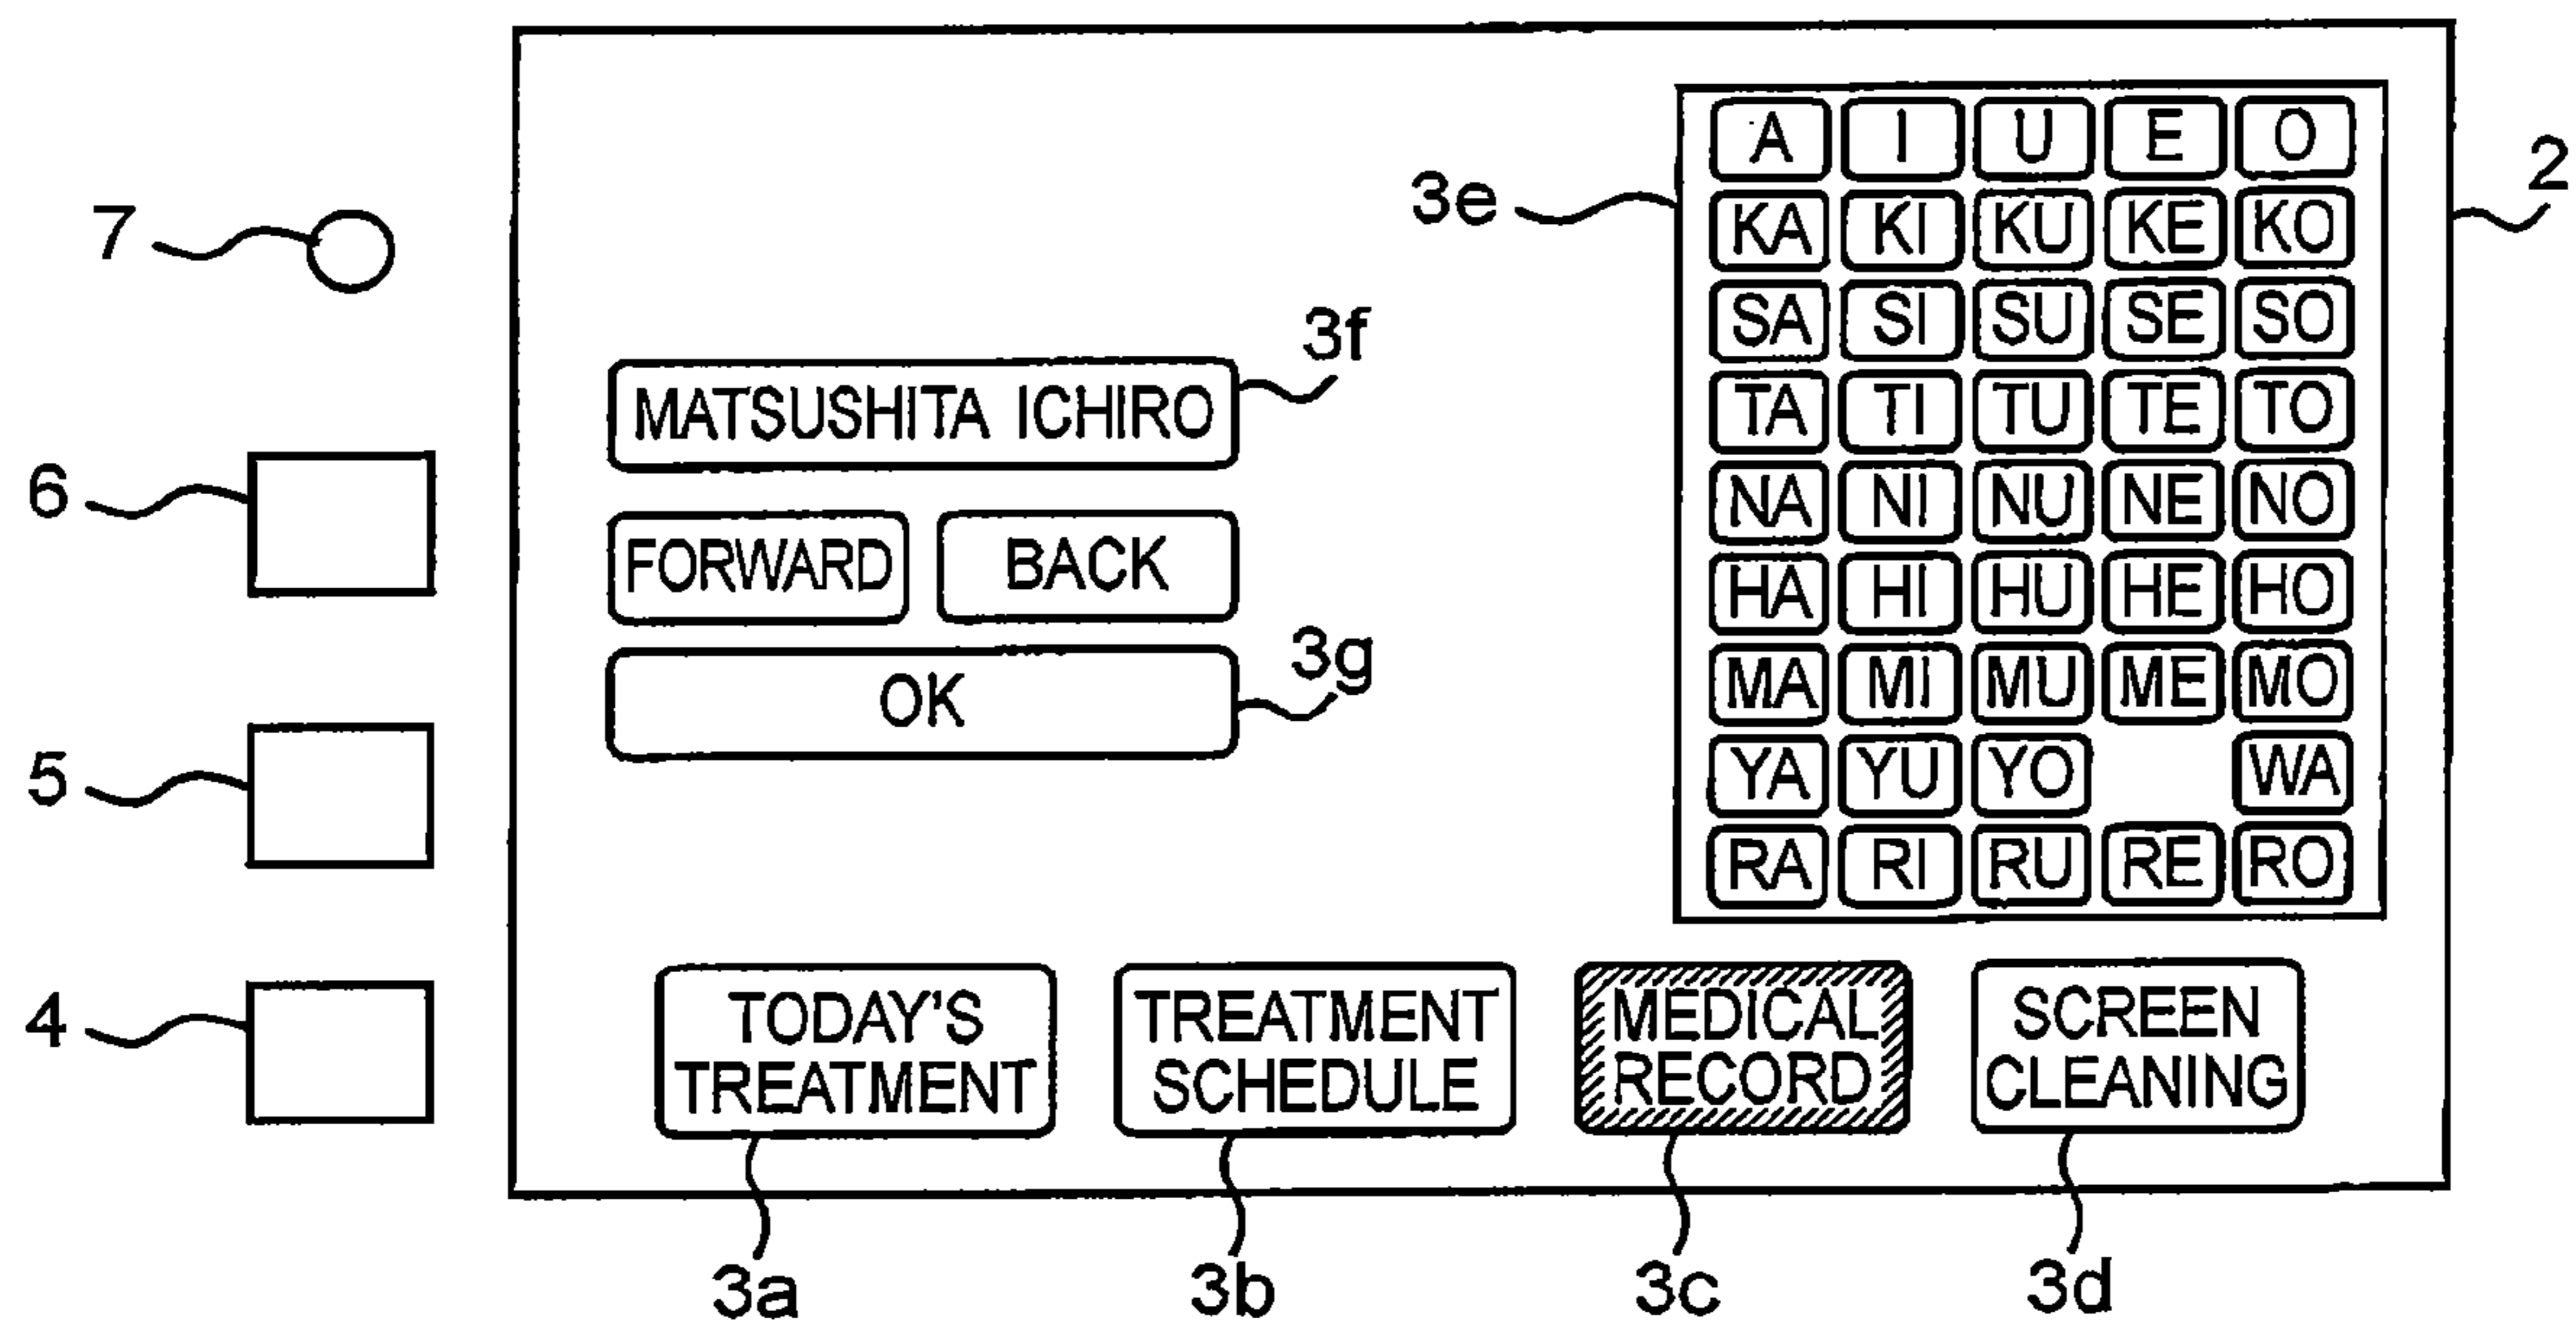 A I U E O
2
3e
KA KI KU KE KO
7
SA SI SU SE SO
3f
MATSUSHITA ICHIRO
TA TI TU TE TO
6
NA NI NU NE NO
FORWARD BACK
HA HI HU HE HO
3g
OK
MA MI MU ME MO
5
YA YU YO WA
RA RI RU RE RO
4
TODAY'S
TREATMENT
TREATMENT
SCHEDULE
MEDICAL
RECORD
SCREEN
CLEANING
3a 3b 3c 3d